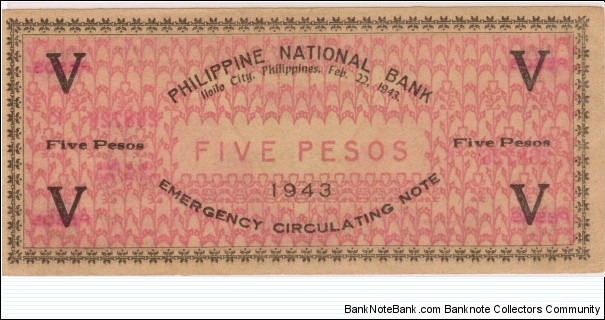 V V
PHILIPPINE NATIONAL BANK
Iloilo City, Philippines, Feb. 22, 1943.
Five Pesos FIVE PESOS Five Pesos
1943
EMERGENCY CIRCULATING NOTE
V V
BankNoteBank.com Banknote Collectors Community